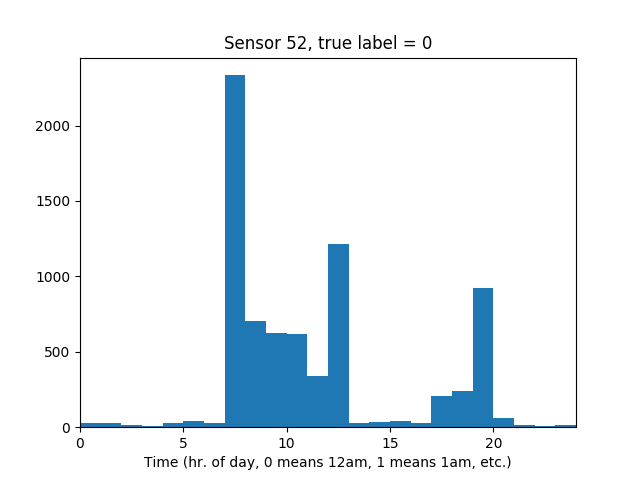 Sensor 52, true label = 0
2000
1500
1000
500
0
0 5 10 15 20
Time (hr. of day, 0 means 12am, 1 means 1am, etc.)